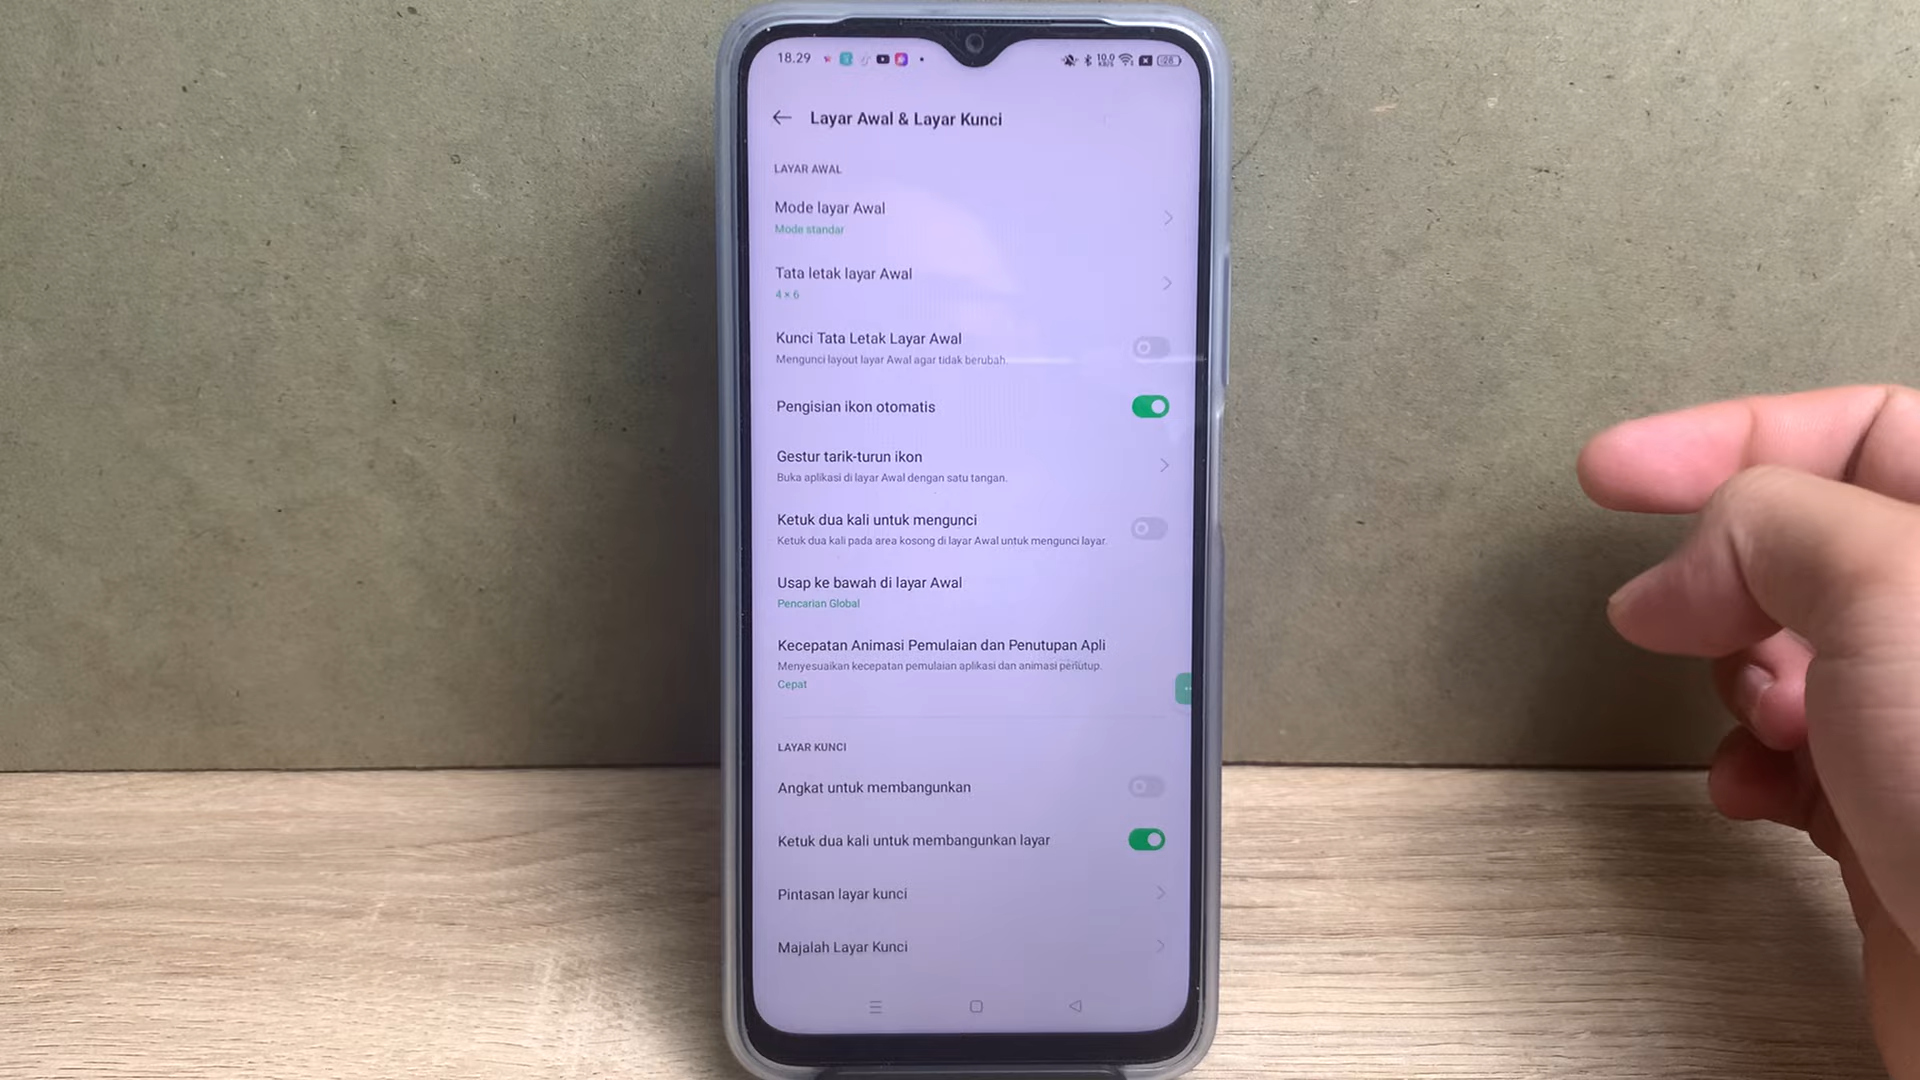 18.29
10.0
KB/S
28
Layar Awal & Layar Kunci
LAYAR AWAL
Mode layar Awal
Mode standar
Tata letak layar Awal
4 × 6
Kunci Tata Letak Layar Awal
Mengunci layout layar Awal agar tidak berubah.
Pengisian ikon otomatis
Gestur tarik-turun ikon
Buka aplikasi di layar Awal dengan satu tangan.
Ketuk dua kali untuk mengunci
Ketuk dua kali pada area kosong di layar Awal untuk mengunci layar.
Usap ke bawah di layar Awal
Pencarian Global
Kecepatan Animasi Pemulaian dan Penutupan Apli
Menyesuaikan kecepatan pemulaian aplikasi dan animasi penutup.
Cepat
LAYAR KUNCI
Angkat untuk membangunkan
Ketuk dua kali untuk membangunkan layar
Pintasan layar kunci
Majalah Layar Kunci